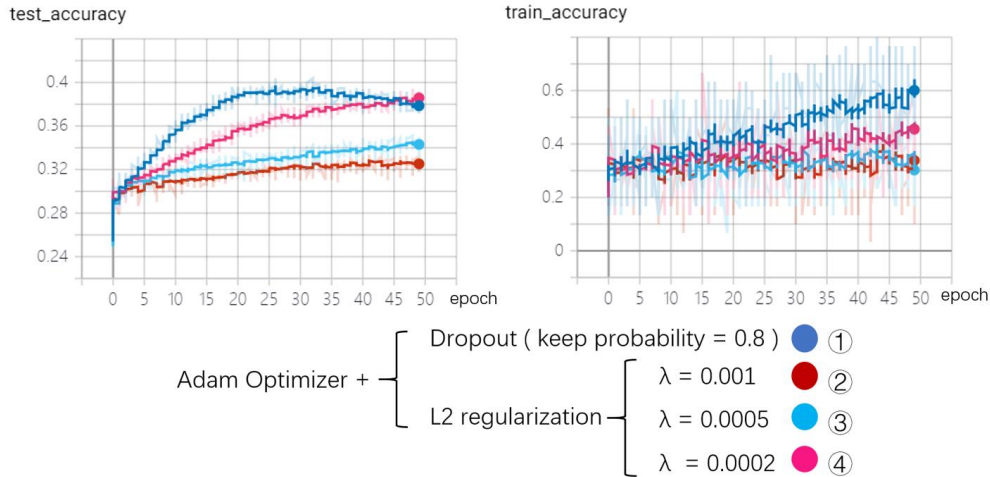 test_accuracy
train_accuracy
0.4
0.36
0.32
0.28
0.24
0 5 10 15 20 25 30 35 40 45 50 epoch
0.6
0.4
0.2
0
0 5 10 15 20 25 30 35 40 45 50 epoch
Adam Optimizer +
Dropout ( keep probability = 0.8 ) ①
L2 regularization
λ = 0.001 ②
λ = 0.0005 ③
λ = 0.0002 ④